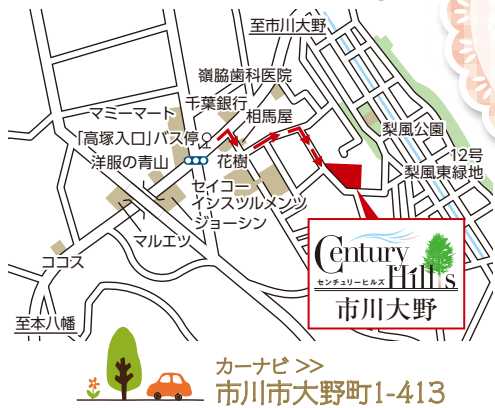 至市川大野
嶺脇歯科医院
千葉銀行
マミーマート
相馬屋
「高塚入口」バス停
梨風公園
洋服の青山
花樹
12号
梨風東緑地
セイコー
イシスツルメンツ
ジョーシン
マルエツ
ココス
至本八幡
Century
Hills
センチュリーヒルズ
市川大野
カーナビ >>
市川市大野町1-413